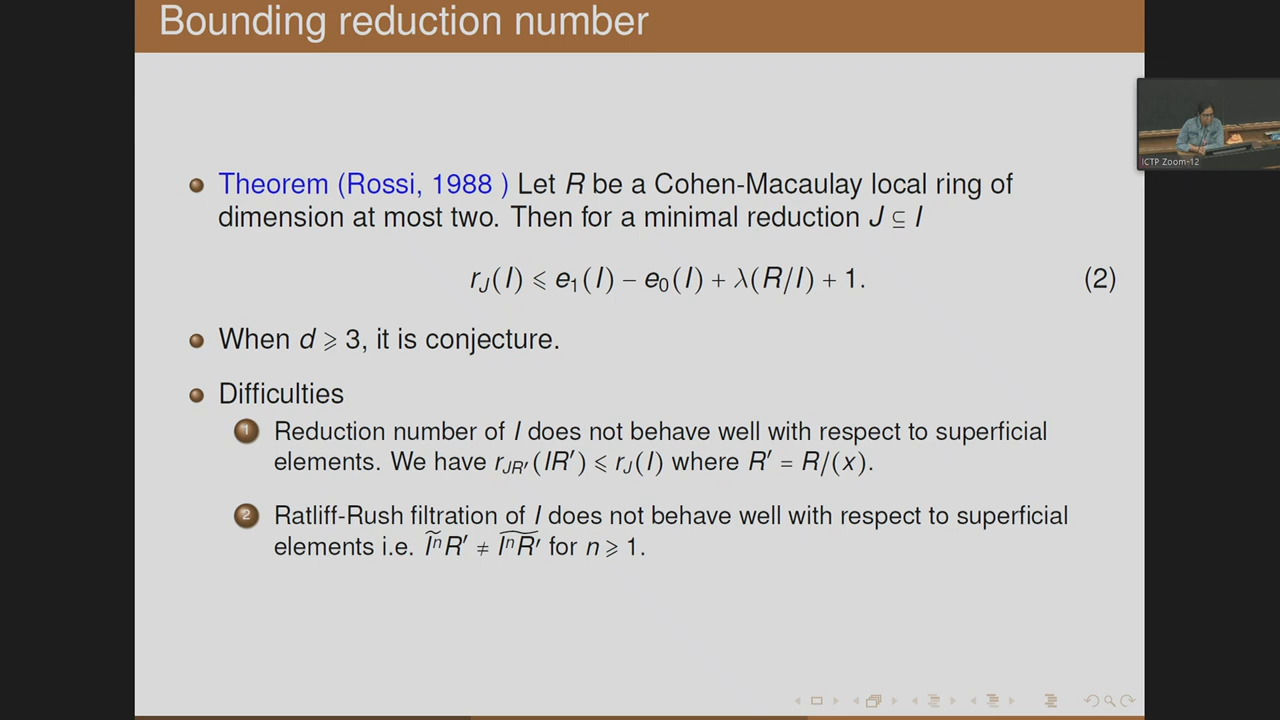 Bounding reduction number
Theorem (Rossi, 1988 ) Let R be a Cohen-Macaulay local ring of
dimension at most two. Then for a minimal reduction J ⊆ I
r_J(I) ⩽ e₁(I) − e₀(I) + λ(R/I) + 1. (2)
When d ⩾ 3, it is conjecture.
Difficulties
1 Reduction number of I does not behave well with respect to superficial
elements. We have r_{JR′}(IR′) ⩽ r_J(I) where R′ = R/(x).
2 Ratliff-Rush filtration of I does not behave well with respect to superficial
elements i.e. \widetilde{I^n}R′ ≠ \widetilde{I^nR′} for n ⩾ 1.
ICTP Zoom-12